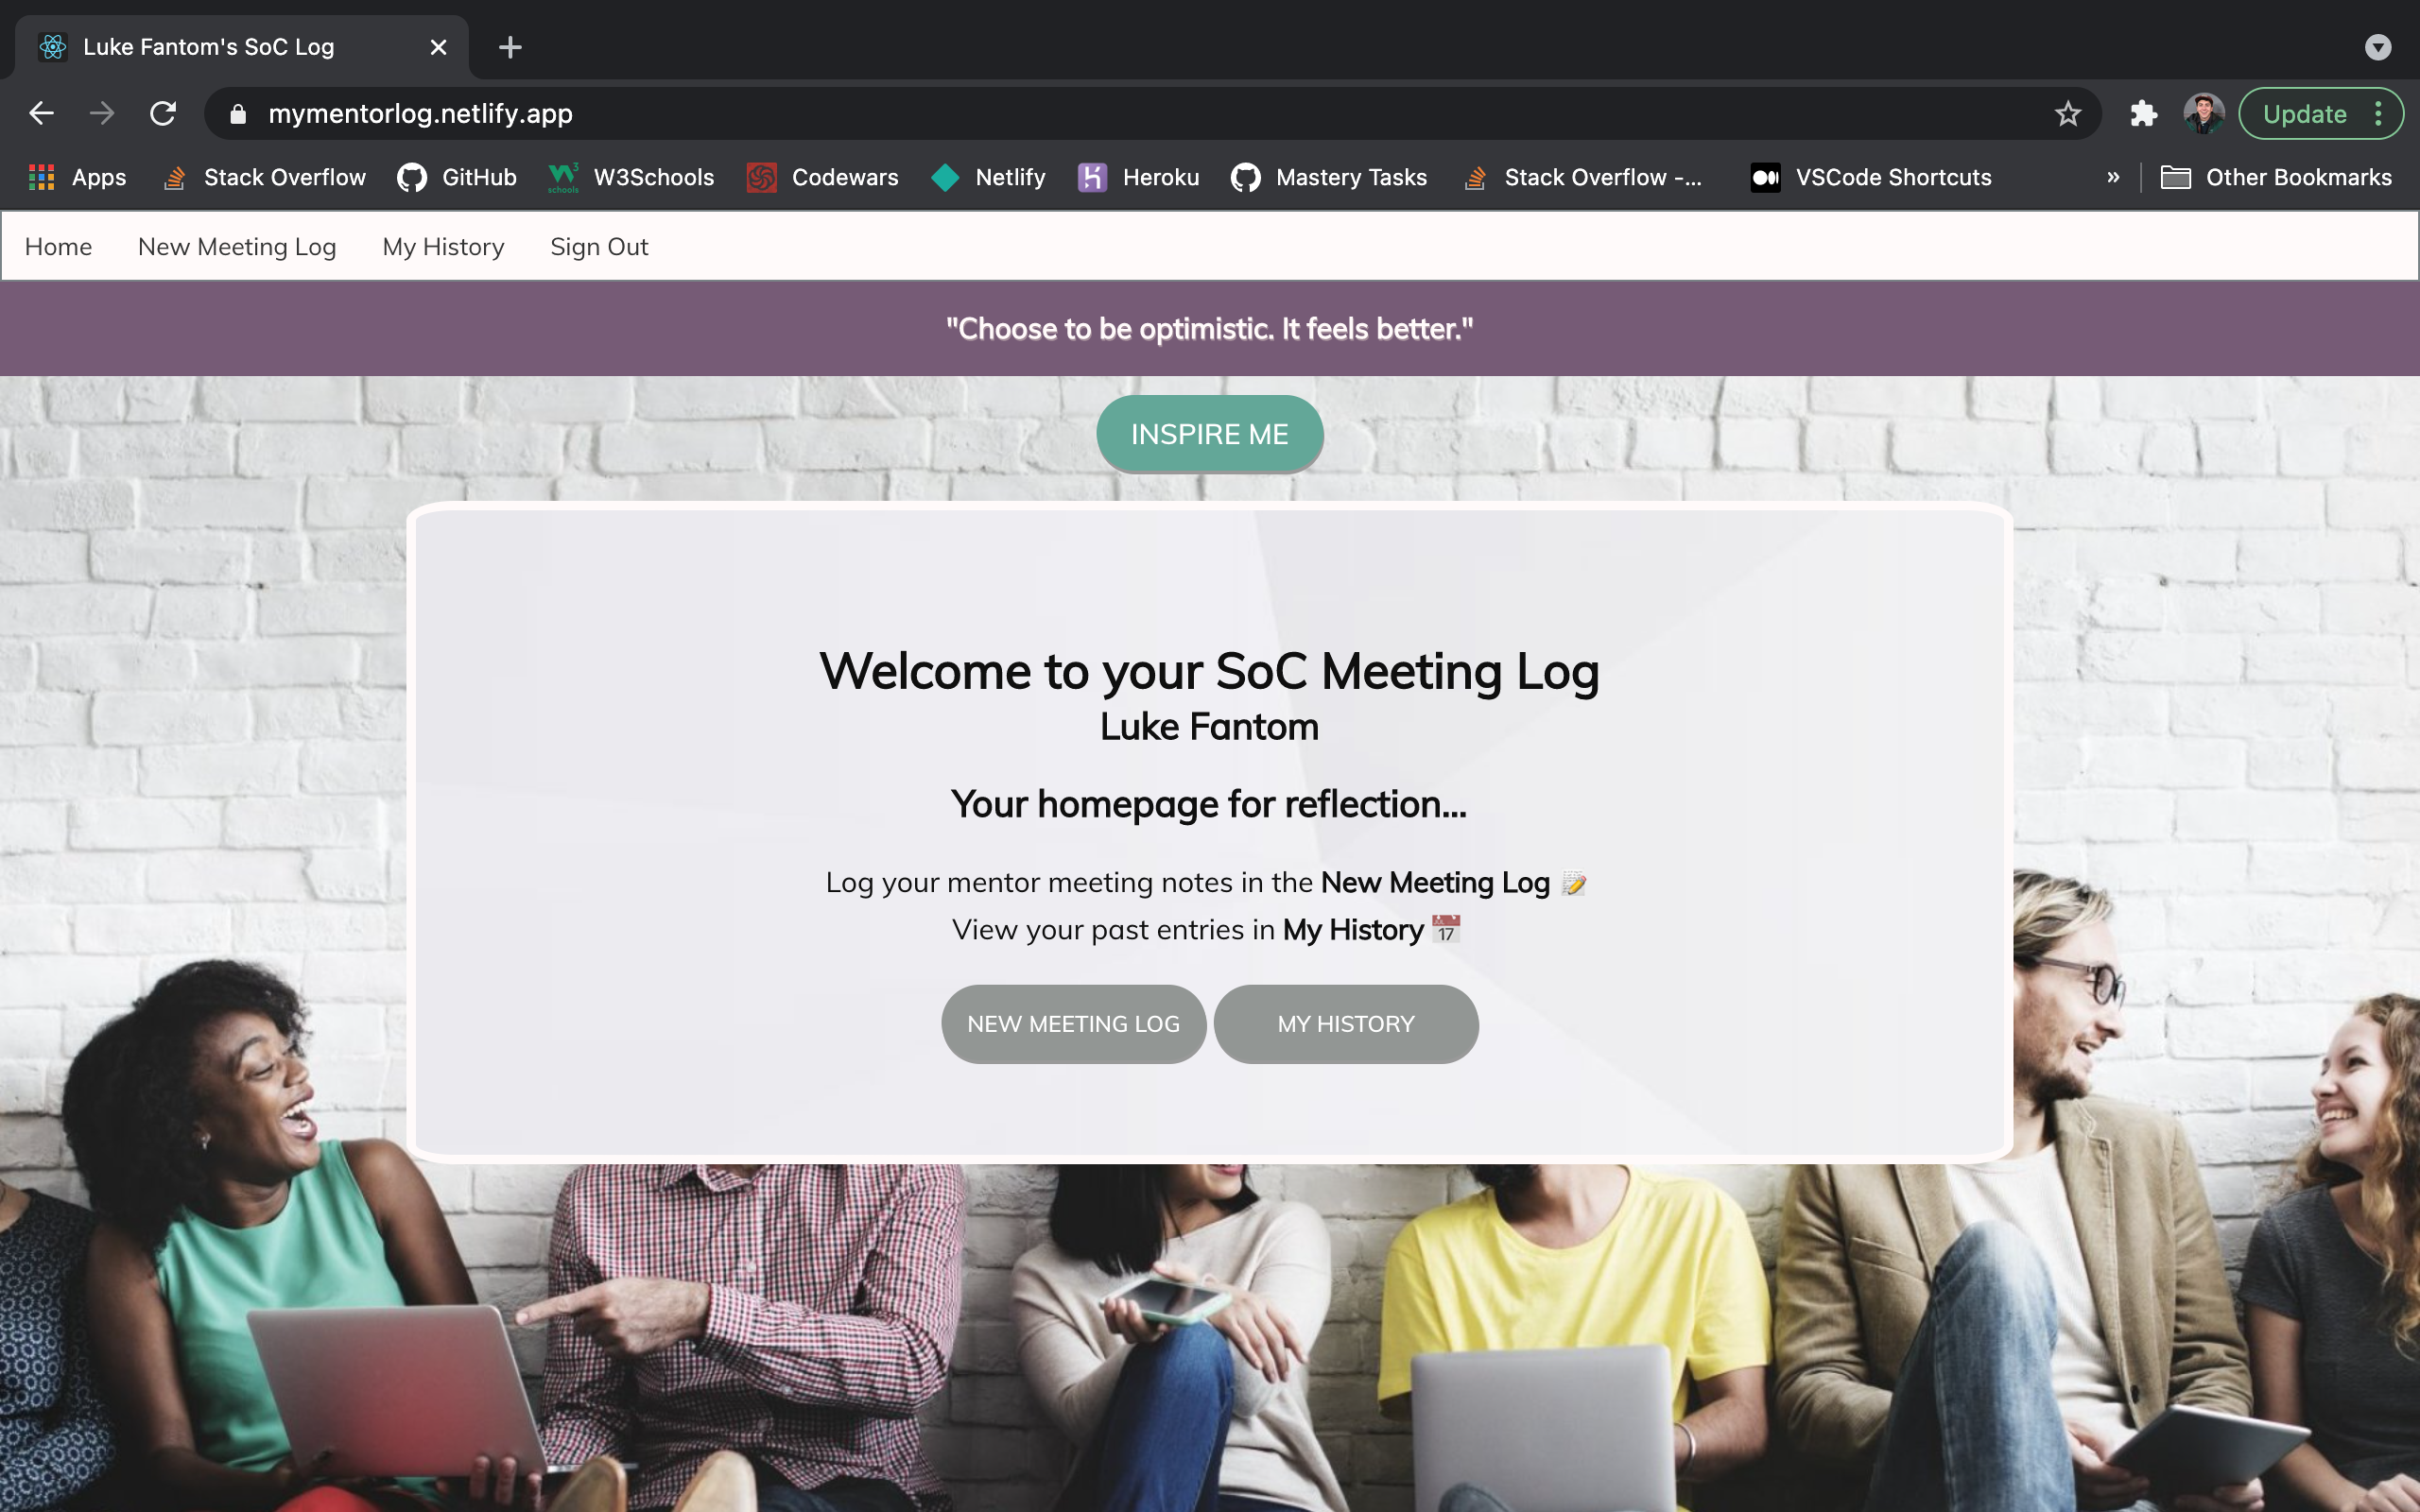 Luke Fantom's SoC Log
mymentorlog.netlify.app
Update
Apps
Stack Overflow
GitHub
W3 schools
W3Schools
Codewars
Netlify
Heroku
Mastery Tasks
Stack Overflow -...
VSCode Shortcuts
»
Other Bookmarks
Home New Meeting Log My History Sign Out
"Choose to be optimistic. It feels better."
INSPIRE ME
Welcome to your SoC Meeting Log
Luke Fantom
Your homepage for reflection...
Log your mentor meeting notes in the New Meeting Log 📝
View your past entries in My History 📅
17
NEW MEETING LOG MY HISTORY